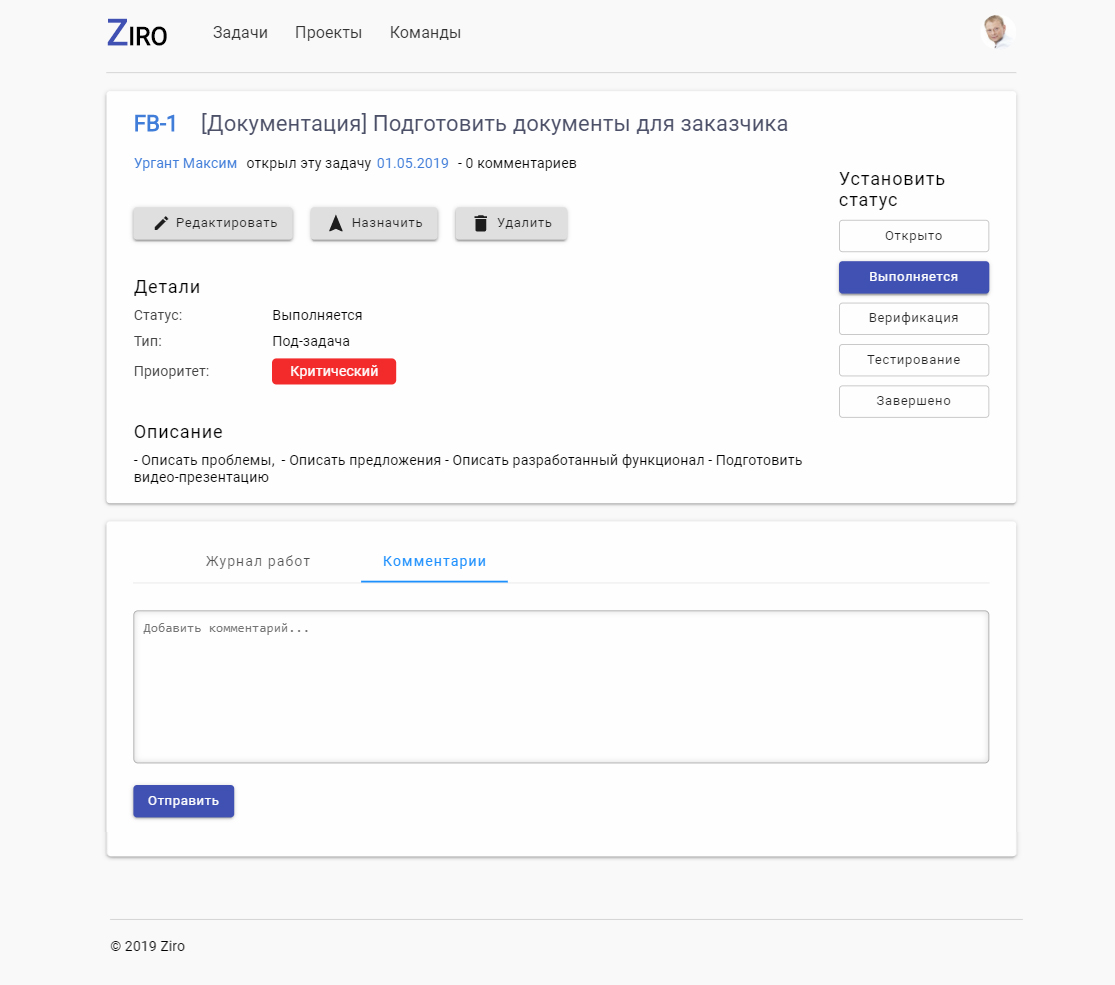 ZIRO Задачи Проекты Команды
FB-1 [Документация] Подготовить документы для заказчика
Ургант Максим открыл эту задачу 01.05.2019 - 0 комментариев
Редактировать Назначить Удалить
Детали
Статус: Выполняется
Тип: Под-задача
Приоритет: Критический
Описание
- Описать проблемы, - Описать предложения - Описать разработанный функционал - Подготовить
видео-презентацию
Установить
статус
Открыто
Выполняется
Верификация
Тестирование
Завершено
Журнал работ Комментарии
Добавить комментарий...
Отправить
© 2019 Ziro